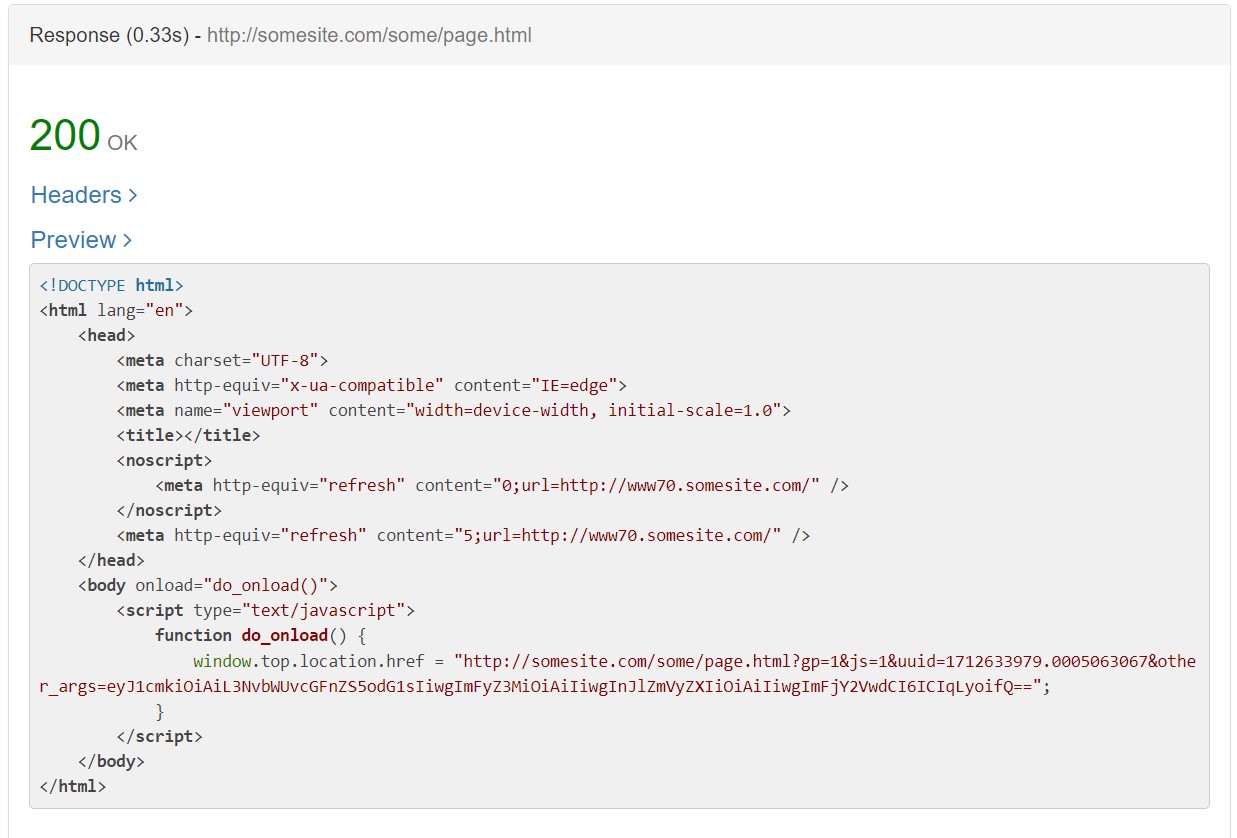 Response (0.33s) - http://somesite.com/some/page.html
200 OK
Headers >
Preview >
<!DOCTYPE html>
<html lang="en">
    <head>
        <meta charset="UTF-8">
        <meta http-equiv="x-ua-compatible" content="IE=edge">
        <meta name="viewport" content="width=device-width, initial-scale=1.0">
        <title></title>
        <noscript>
            <meta http-equiv="refresh" content="0;url=http://www70.somesite.com/" />
        </noscript>
        <meta http-equiv="refresh" content="5;url=http://www70.somesite.com/" />
    </head>
    <body onload="do_onload()">
        <script type="text/javascript">
            function do_onload() {
                window.top.location.href = "http://somesite.com/some/page.html?gp=1&js=1&uuid=1712633979.0005063067&othe
r_args=eyJ1cmkiOiAiL3NvbWUvcGFnZS5odG1sIiwgImFyZ3MiOiAiIiwgInJlZmVyZXIiOiAiIiwgImFjY2VwdCI6ICIqLyoifQ==";
            }
        </script>
    </body>
</html>